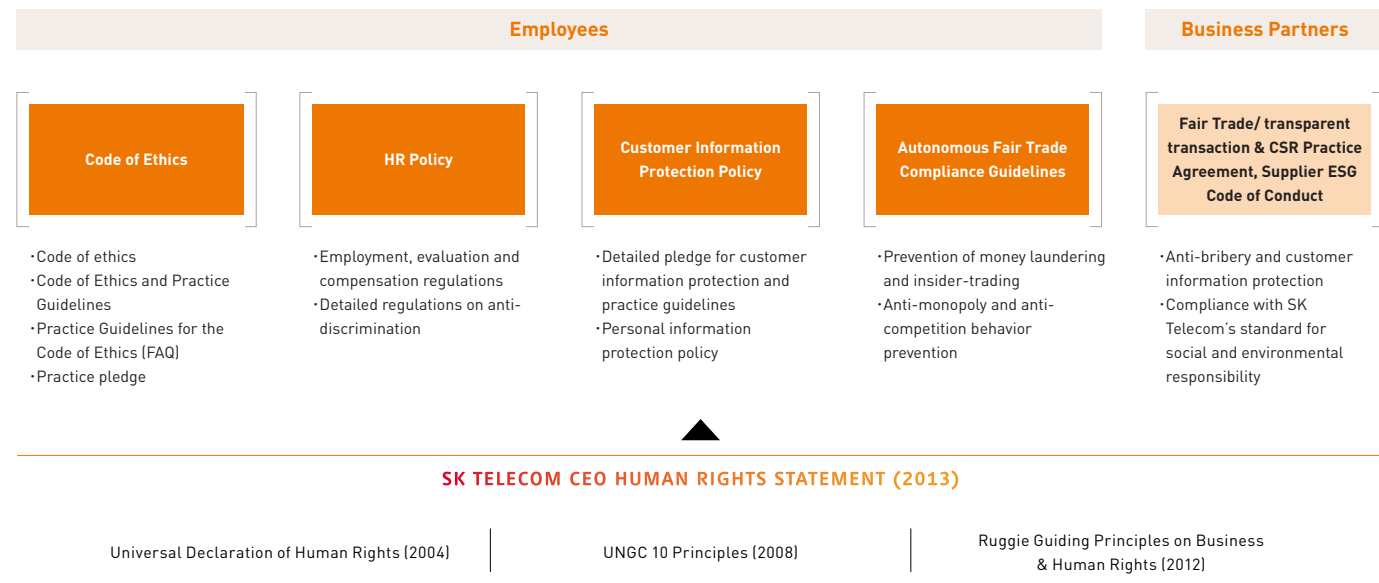 Employees
Business Partners
Code of Ethics
HR Policy
Customer Information
Protection Policy
Autonomous Fair Trade
Compliance Guidelines
Fair Trade/ transparent
transaction & CSR Practice
Agreement, Supplier ESG
Code of Conduct
·Code of ethics
·Code of Ethics and Practice
Guidelines
·Practice Guidelines for the
Code of Ethics (FAQ)
·Practice pledge
·Employment, evaluation and
compensation regulations
·Detailed regulations on anti-
discrimination
·Detailed pledge for customer
information protection and
practice guidelines
·Personal information
protection policy
·Prevention of money laundering
and insider-trading
·Anti-monopoly and anti-
competition behavior
prevention
·Anti-bribery and customer
information protection
·Compliance with SK
Telecom's standard for
social and environmental
responsibility
SK TELECOM CEO HUMAN RIGHTS STATEMENT (2013)
Universal Declaration of Human Rights (2004)
UNGC 10 Principles (2008)
Ruggie Guiding Principles on Business
& Human Rights (2012)